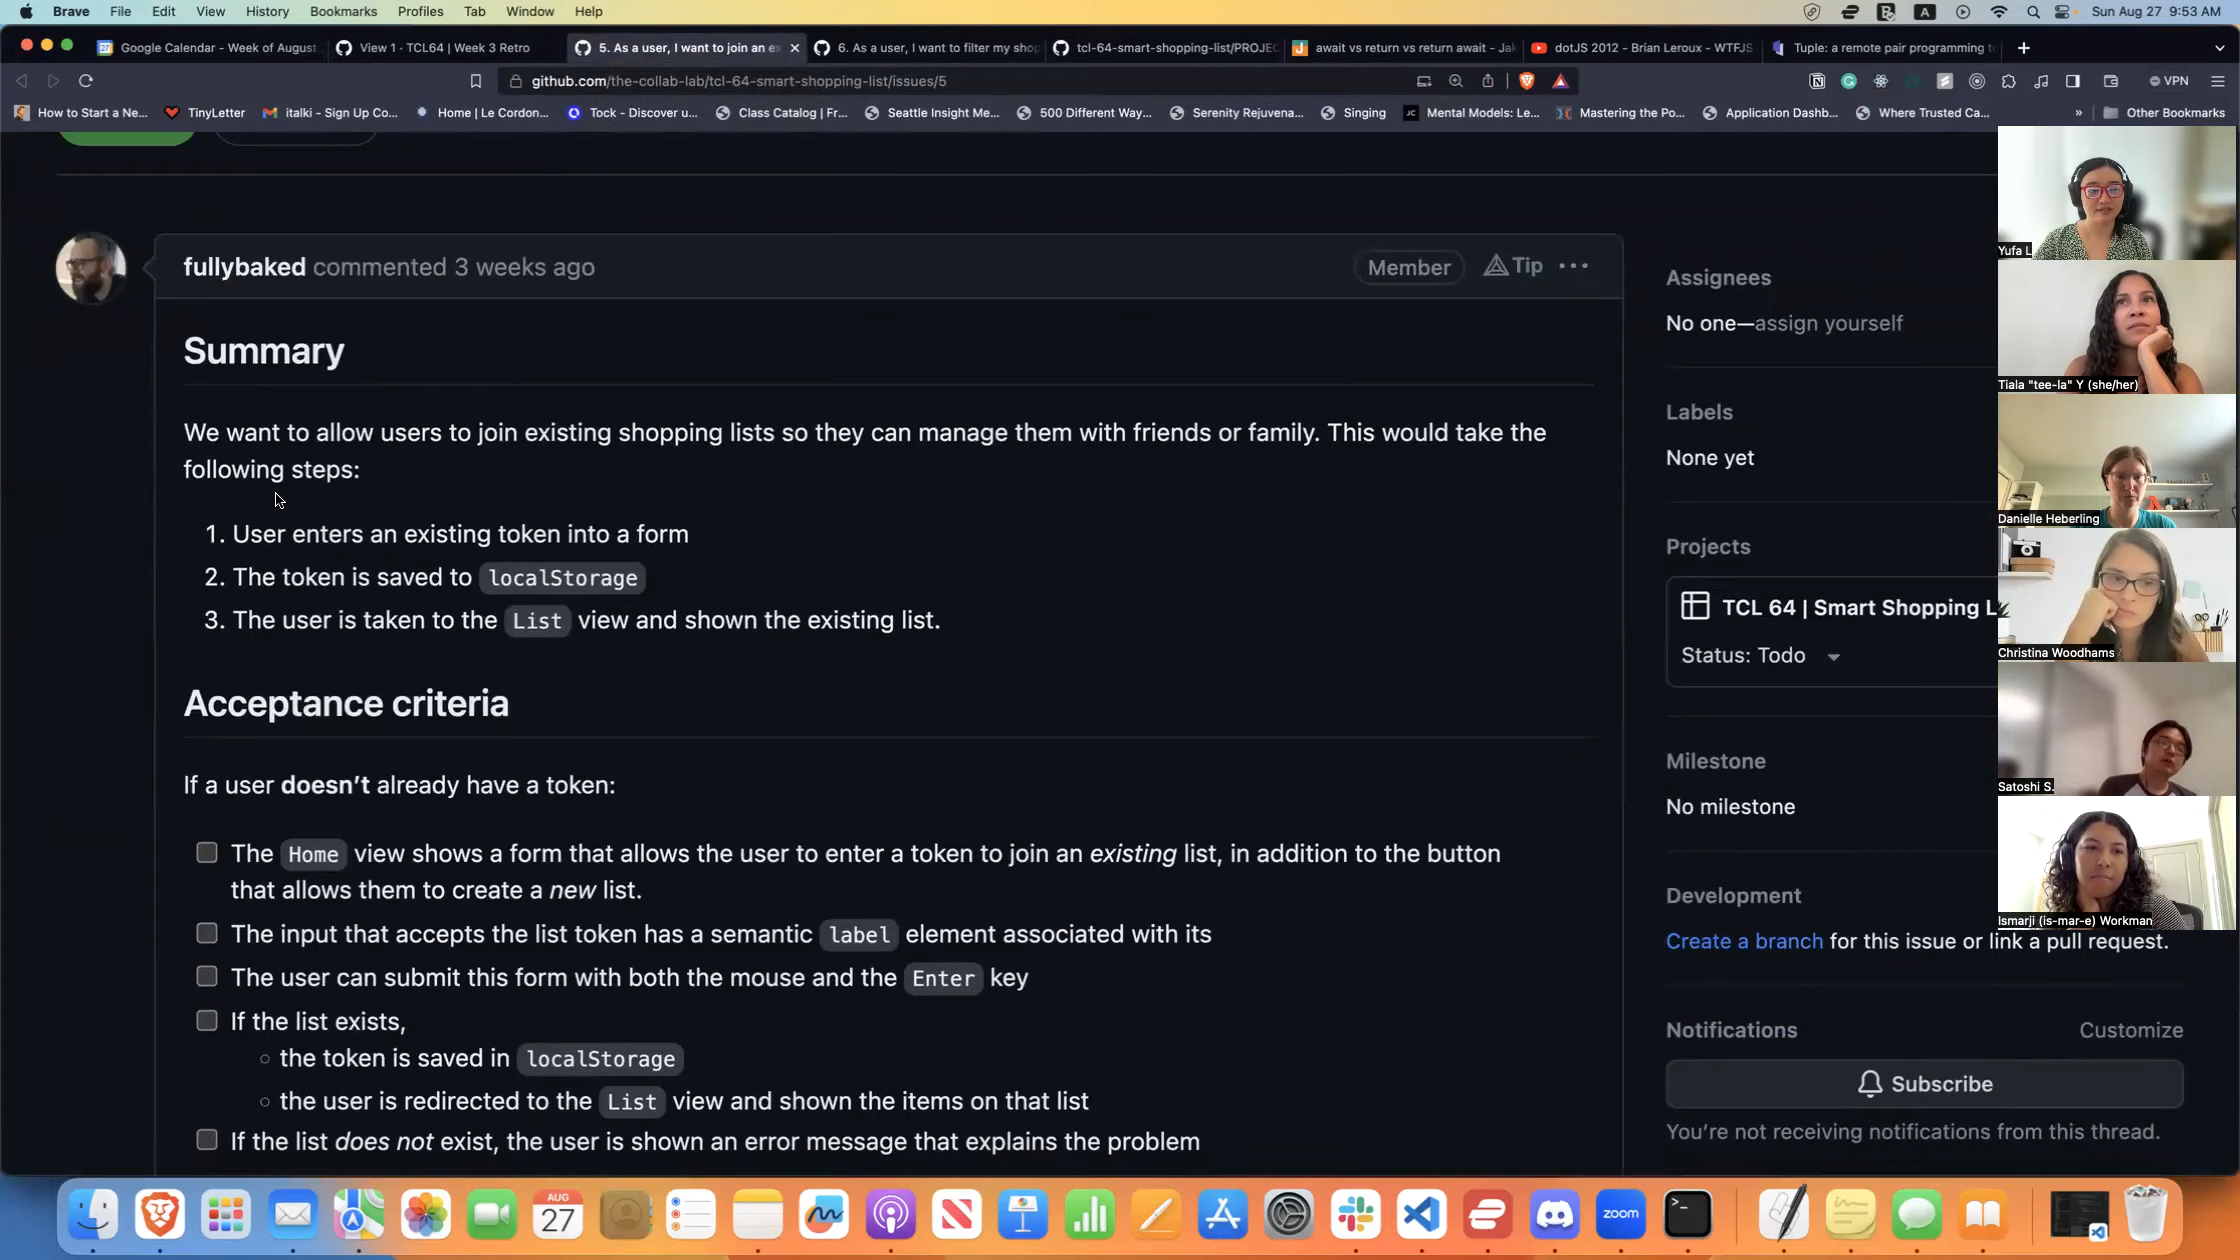 Brave File Edit View History Bookmarks Profiles Tab Window Help
Sun Aug 27 9:53 AM
Google Calendar - Week of August
View 1 · TCL64 | Week 3 Retro
5. As a user, I want to join an e
6. As a user, I want to filter my shop
tcl-64-smart-shopping-list/PROJE
await vs return vs return await - Ja
dotJS 2012 - Brian Leroux - WTFJS
Tuple: a remote pair programming t
github.com/the-collab-lab/tcl-64-smart-shopping-list/issues/5
VPN
How to Start a Ne...
TinyLetter
italki - Sign Up Co...
Home | Le Cordon...
Tock - Discover u...
Class Catalog | Fr...
Seattle Insight Me...
500 Different Way...
Serenity Rejuvena...
Singing
Mental Models: Le...
Mastering the Po...
Application Dashb...
Where Trusted Ca...
»
Other Bookmarks
fullybaked commented 3 weeks ago
Member
Tip
Summary
We want to allow users to join existing shopping lists so they can manage them with friends or family. This would take the
following steps:
1. User enters an existing token into a form
2. The token is saved to localStorage
3. The user is taken to the List view and shown the existing list.
Acceptance criteria
If a user doesn't already have a token:
The Home view shows a form that allows the user to enter a token to join an existing list, in addition to the button
that allows them to create a new list.
The input that accepts the list token has a semantic label element associated with its
The user can submit this form with both the mouse and the Enter key
If the list exists,
the token is saved in localStorage
the user is redirected to the List view and shown the items on that list
If the list does not exist, the user is shown an error message that explains the problem
Assignees
No one—assign yourself
Labels
None yet
Projects
TCL 64 | Smart Shopping L
Status: Todo
Milestone
No milestone
Development
Create a branch for this issue or link a pull request.
Notifications
Customize
Subscribe
You're not receiving notifications from this thread.
Yufa L
Tiala "tee-la" Y (she/her)
Danielle Heberling
Christina Woodhams
Satoshi S.
Ismarji (is-mar-e) Workman
AUG
27
zoom